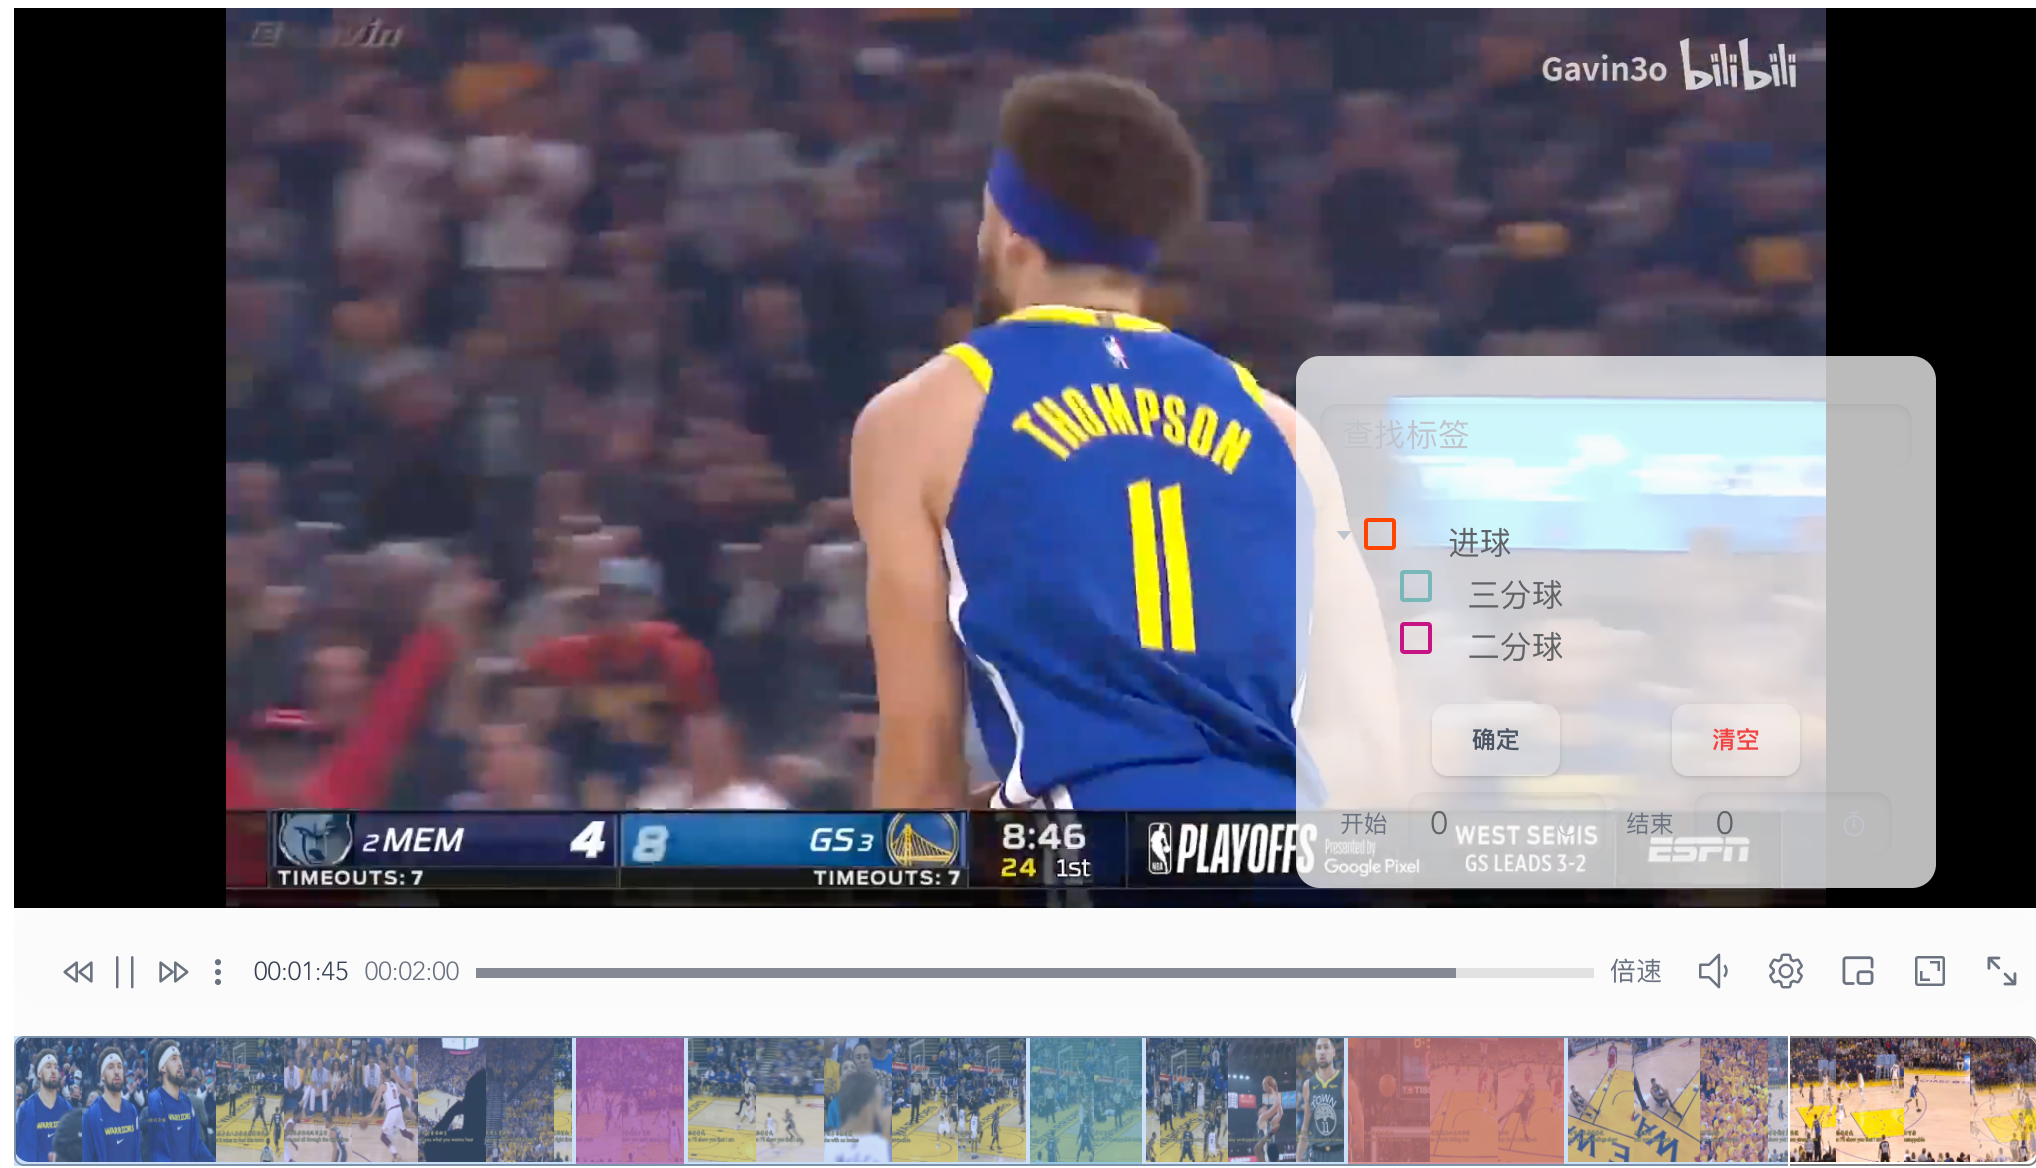 Gavin3o bilibili
THOMPSON
11
查找标签
进球
三分球
二分球
确定
清空
开始 0 结束 0
2 MEM 4 8 GS 3
TIMEOUTS: 7 TIMEOUTS: 7
8:46
24 1st
NBA PLAYOFFS
Presented by
Google Pixel
WEST SEMIS
GS LEADS 3-2
ESPN
00:01:45 00:02:00 倍速